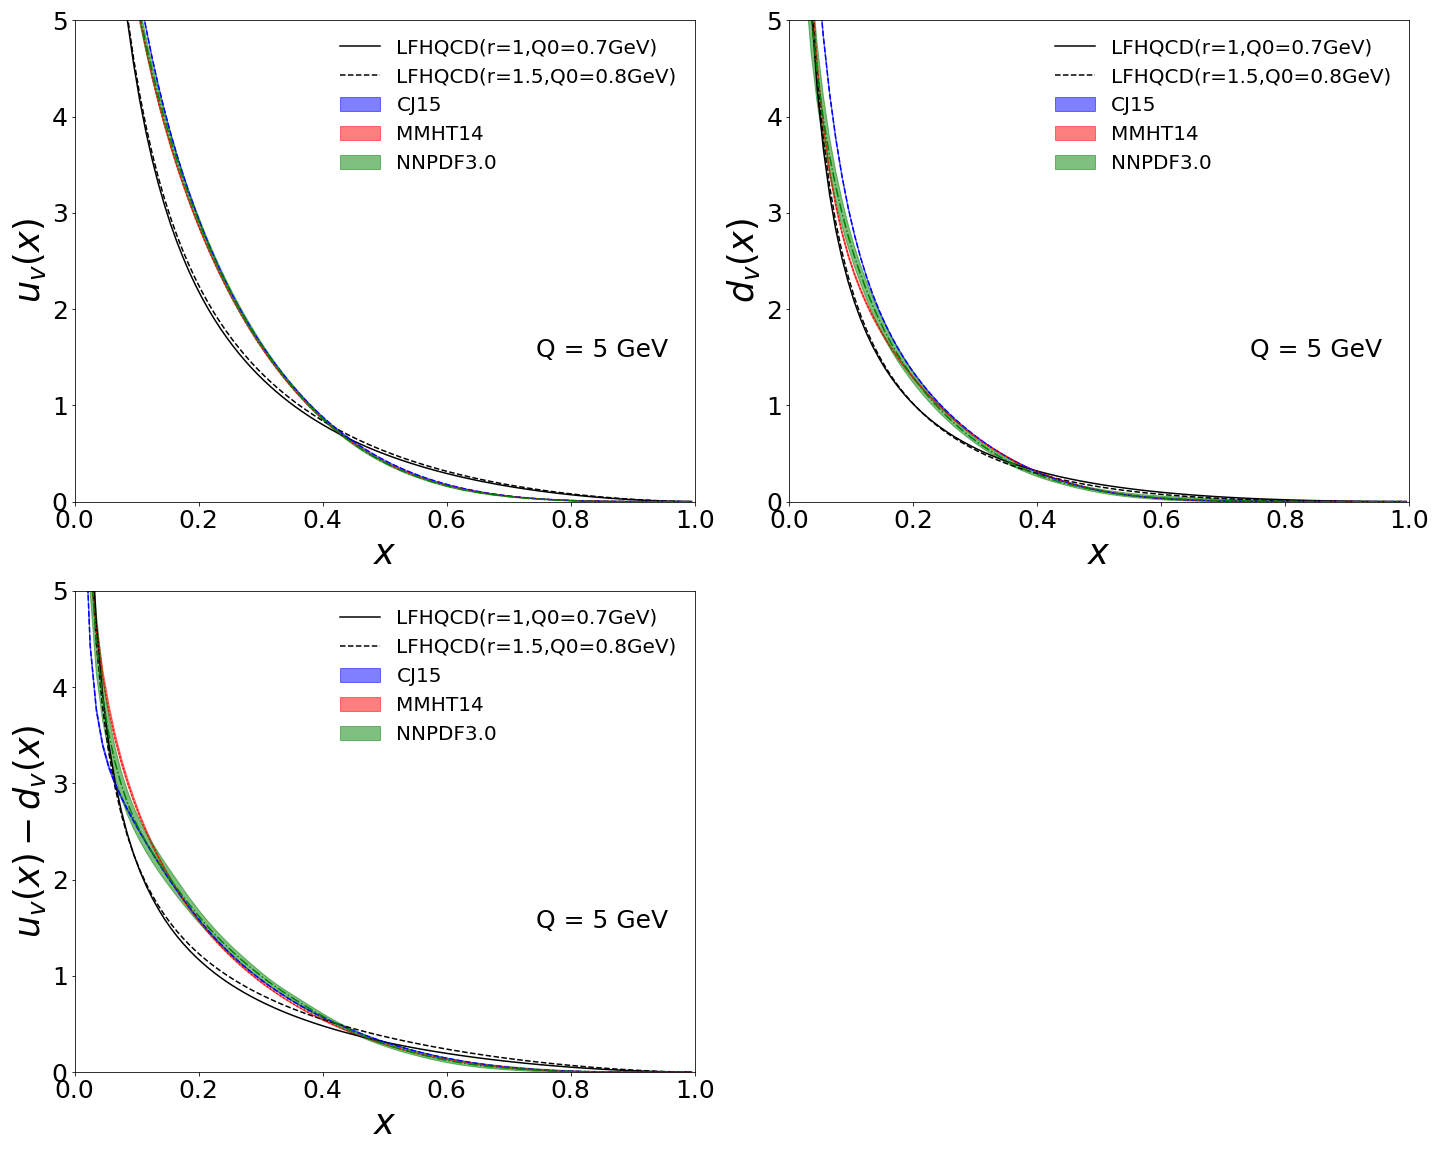 5
4
3
2
1
0
0.0 0.2 0.4 0.6 0.8 1.0
u_v(x)
x
LFHQCD(r=1,Q0=0.7GeV)
LFHQCD(r=1.5,Q0=0.8GeV)
CJ15
MMHT14
NNPDF3.0
Q = 5 GeV
5
4
3
2
1
0
0.0 0.2 0.4 0.6 0.8 1.0
d_v(x)
x
LFHQCD(r=1,Q0=0.7GeV)
LFHQCD(r=1.5,Q0=0.8GeV)
CJ15
MMHT14
NNPDF3.0
Q = 5 GeV
5
4
3
2
1
0
0.0 0.2 0.4 0.6 0.8 1.0
u_v(x) − d_v(x)
x
LFHQCD(r=1,Q0=0.7GeV)
LFHQCD(r=1.5,Q0=0.8GeV)
CJ15
MMHT14
NNPDF3.0
Q = 5 GeV